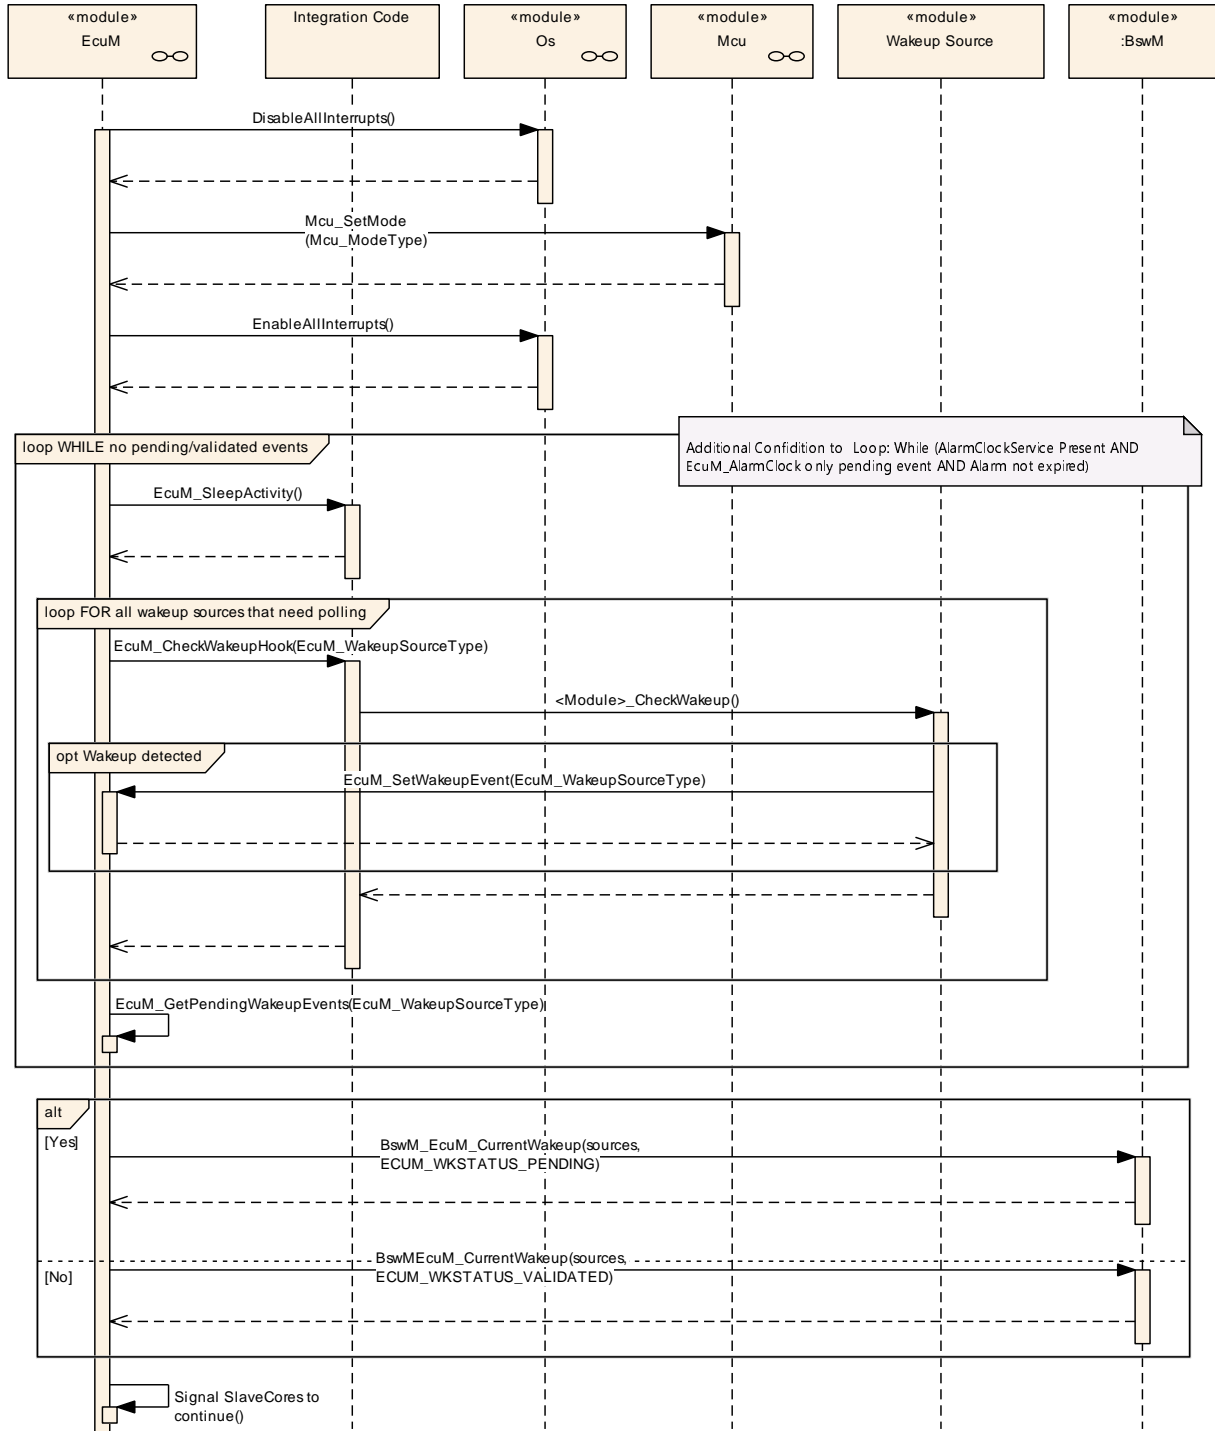 «module»
EcuM
Integration Code
«module»
Os
«module»
Mcu
«module»
Wakeup Source
«module»
:BswM
DisableAllInterrupts()
Mcu_SetMode
(Mcu_ModeType)
EnableAllInterrupts()
loop WHILE no pending/validated events
Additional Confidition to Loop: While (AlarmClockService Present AND
EcuM_AlarmClock only pending event AND Alarm not expired)
EcuM_SleepActivity()
loop FOR all wakeup sources that need polling
EcuM_CheckWakeupHook(EcuM_WakeupSourceType)
<Module>_CheckWakeup()
opt Wakeup detected
EcuM_SetWakeupEvent(EcuM_WakeupSourceType)
EcuM_GetPendingWakeupEvents(EcuM_WakeupSourceType)
alt
[Yes]
BswM_EcuM_CurrentWakeup(sources,
ECUM_WKSTATUS_PENDING)
BswMEcuM_CurrentWakeup(sources,
[No]
ECUM_WKSTATUS_VALIDATED)
Signal SlaveCores to
continue()